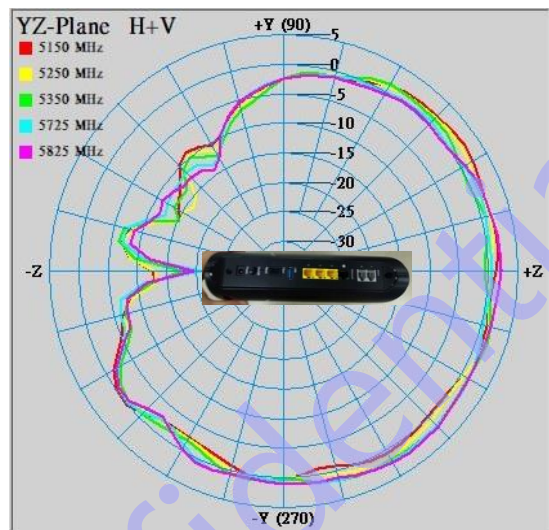 YZ-Plane H+V
+Y (90)
5150 MHz
5250 MHz
5350 MHz
5725 MHz
5825 MHz
5
0
-5
-10
-15
-20
-25
-30
-Z
+Z
-Y (270)
fidentia